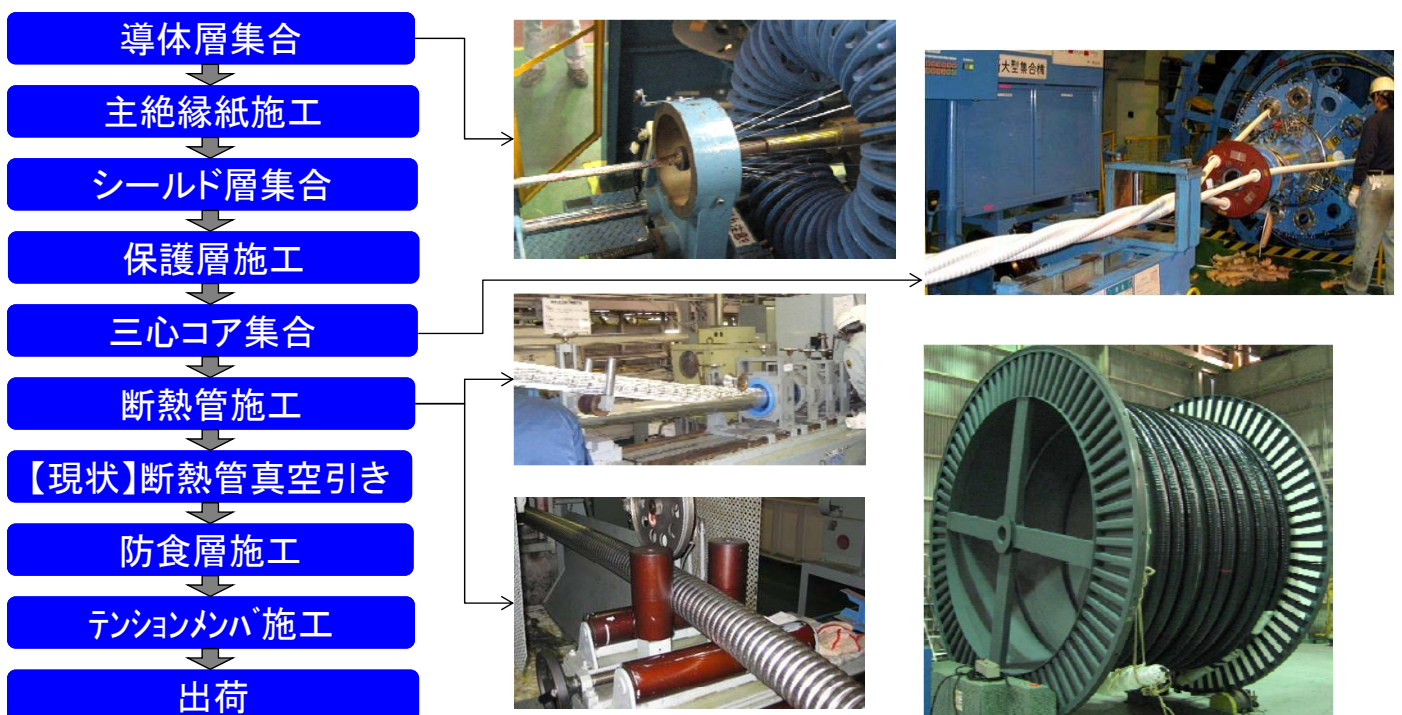 導体層集合
主絶縁紙施工
シールド層集合
保護層施工
三心コア集合
断熱管施工
【現状】断熱管真空引き
防食層施工
テンションメンバ施工
出荷
大型集合機